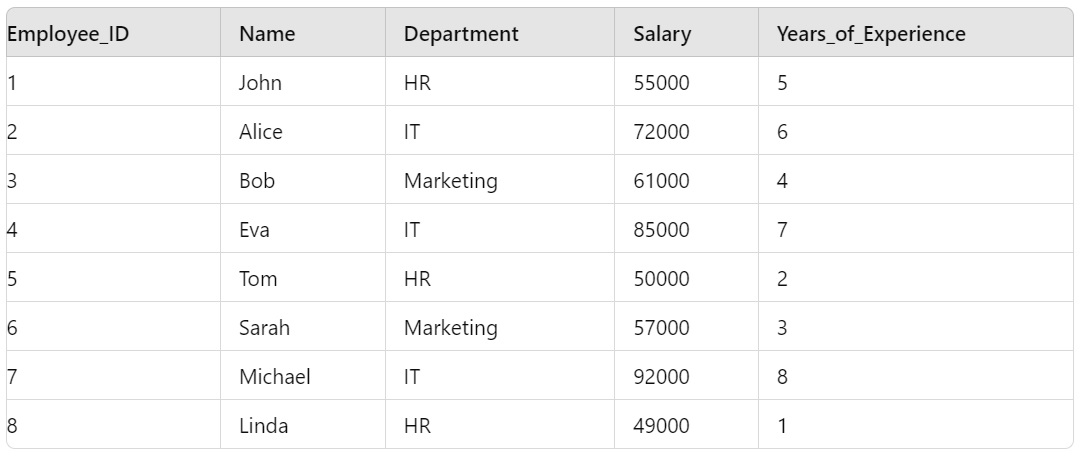 Employee_ID Name Department Salary Years_of_Experience
1 John HR 55000 5
2 Alice IT 72000 6
3 Bob Marketing 61000 4
4 Eva IT 85000 7
5 Tom HR 50000 2
6 Sarah Marketing 57000 3
7 Michael IT 92000 8
8 Linda HR 49000 1